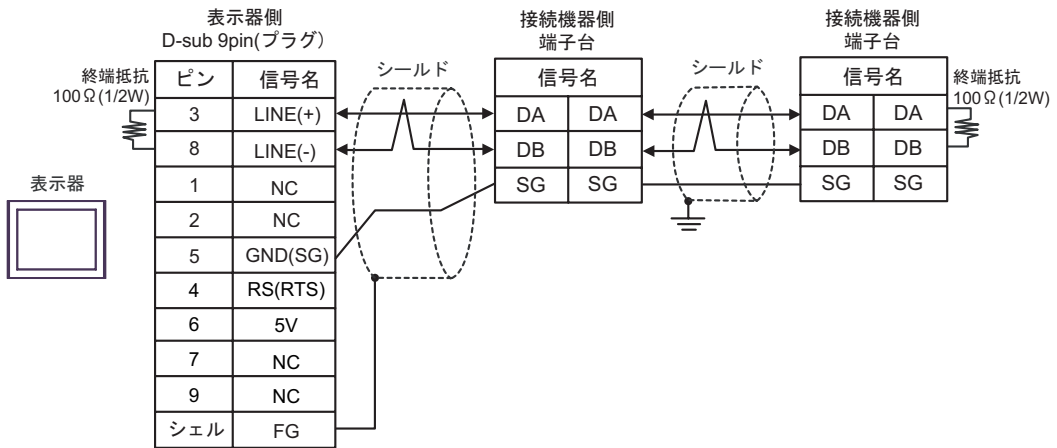 表示器側
D-sub 9pin(プラグ)
接続機器側
端子台
接続機器側
端子台
終端抵抗
100Ω(1/2W)
ピン 信号名
シールド
信号名
シールド
信号名
終端抵抗
100Ω(1/2W)
3 LINE(+)
DA DA
DA DA
8 LINE(-)
DB DB
DB DB
表示器
1 NC
SG SG
SG SG
2 NC
5 GND(SG)
4 RS(RTS)
6 5V
7 NC
9 NC
シェル FG